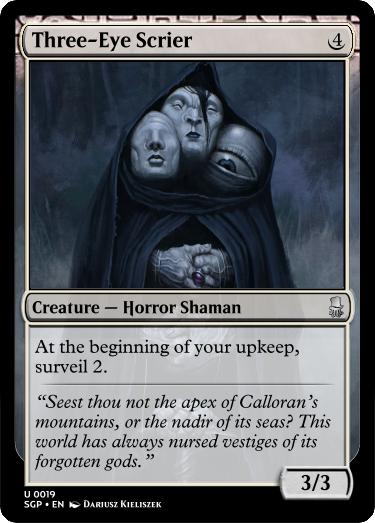 Three-Eye Scrier 4
Creature — Horror Shaman
At the beginning of your upkeep,
surveil 2.
“Seest thou not the apex of Calloran’s
mountains, or the nadir of its seas? This
world has always nursed vestiges of its
forgotten gods.”
3/3
U 0019
SGP • EN Dariusz Kieliszek